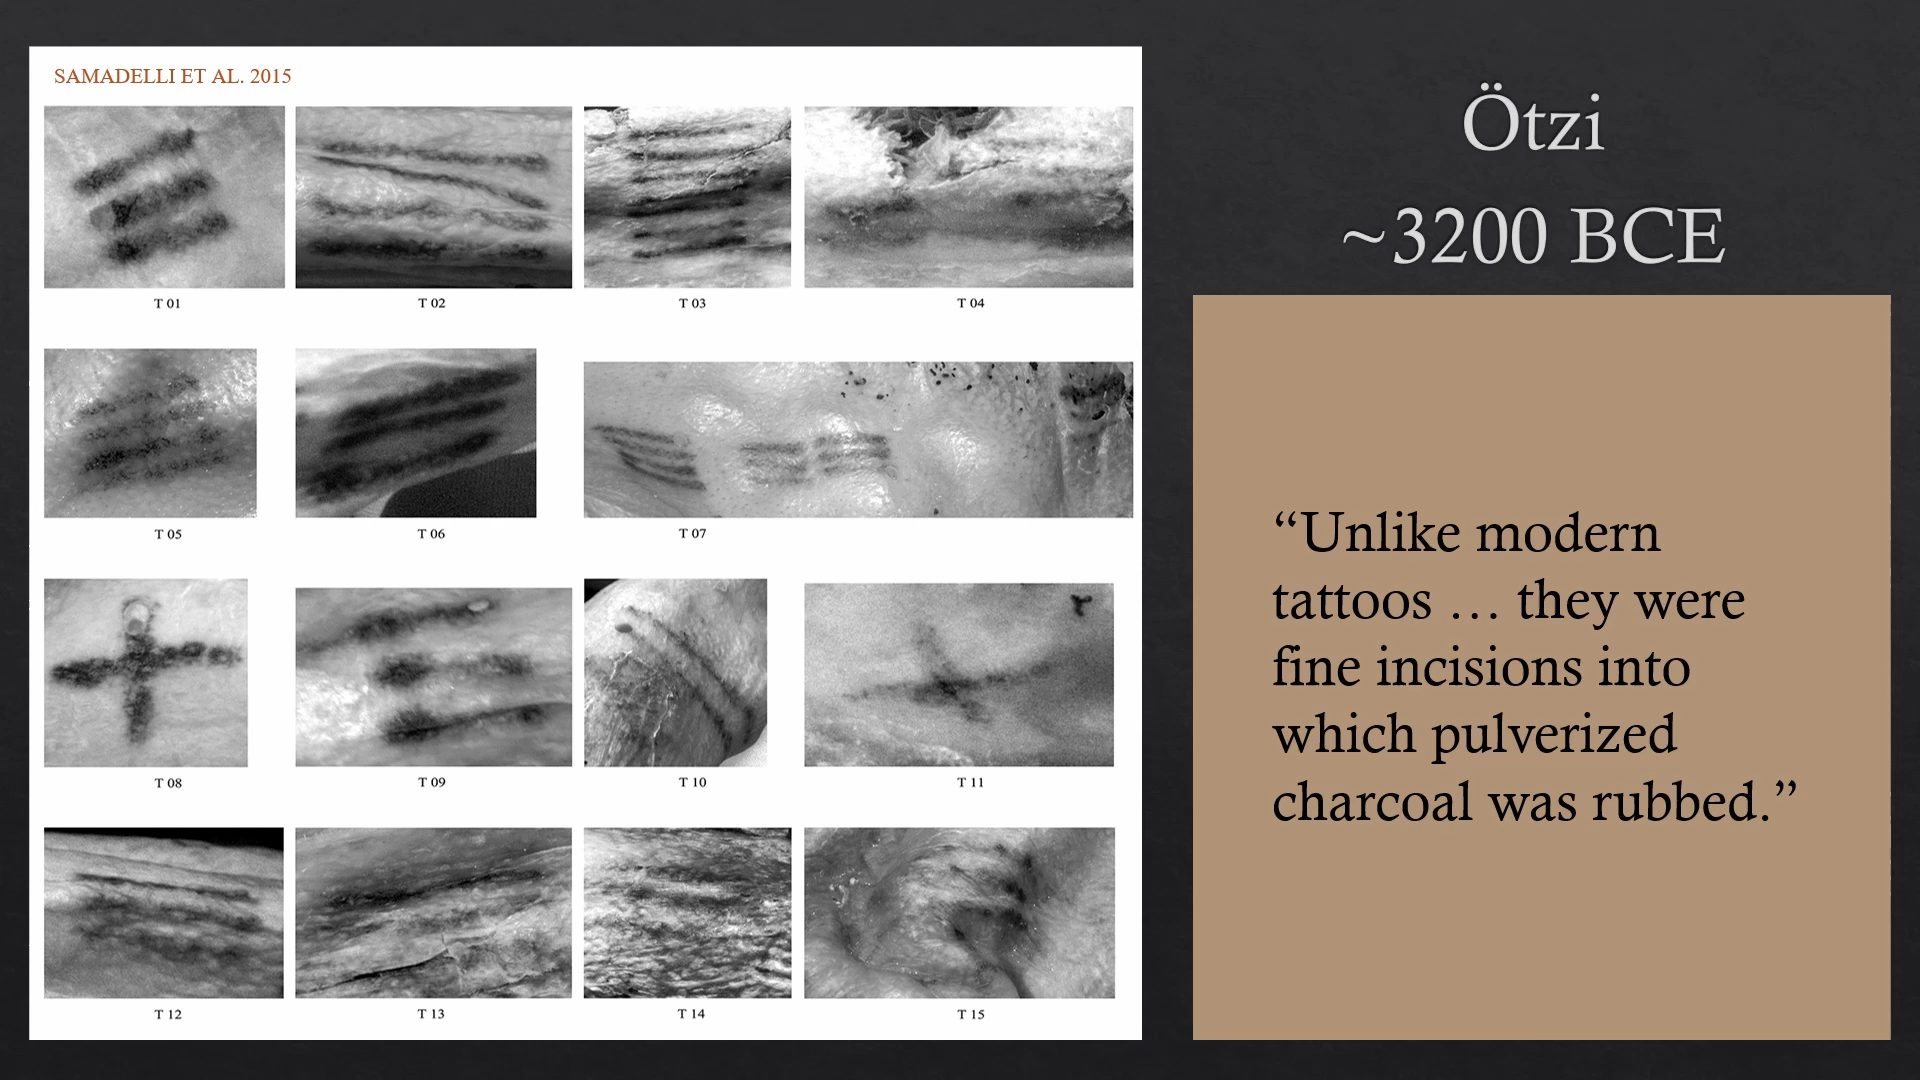 SAMADELLI ET AL. 2015
T 01
T 02
T 03
T 04
T 05
T 06
T 07
T 08
T 09
T 10
T 11
T 12
T 13
T 14
T 15
Ötzi
~3200 BCE
“Unlike modern
tattoos … they were
fine incisions into
which pulverized
charcoal was rubbed.”